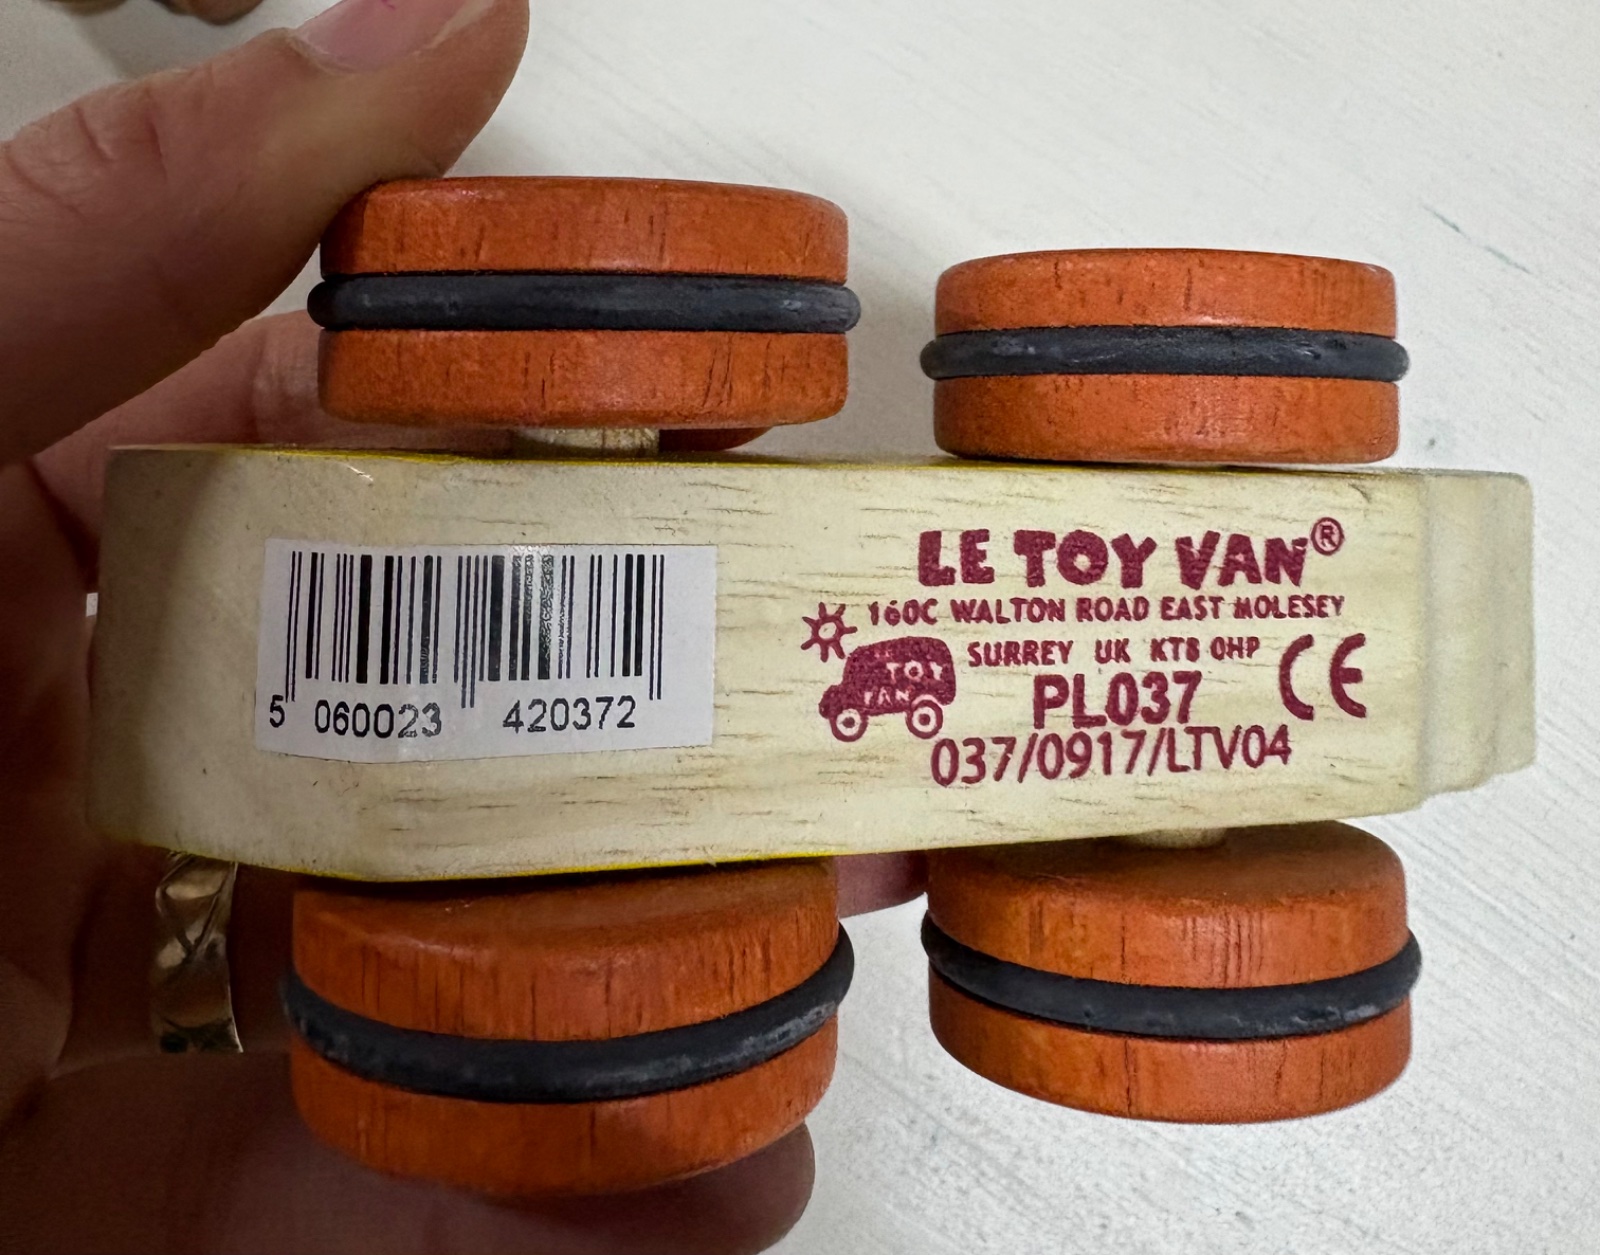 5 060023 420372
LE TOY VAN®
160C WALTON ROAD EAST MOLESEY
SURREY UK KT8 0HP
TOY
VAN
PL037
CE
037/0917/LTV04